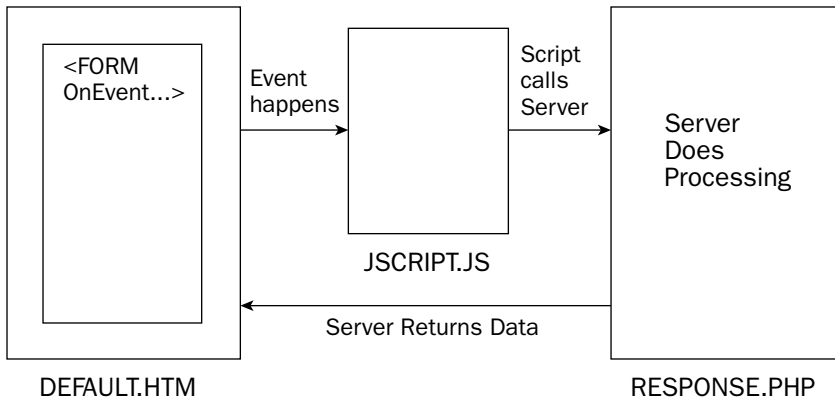 <FORM
OnEvent...>
Event
happens
Script
calls
Server
Server
Does
Processing
JSCRIPT.JS
Server Returns Data
DEFAULT.HTM
RESPONSE.PHP